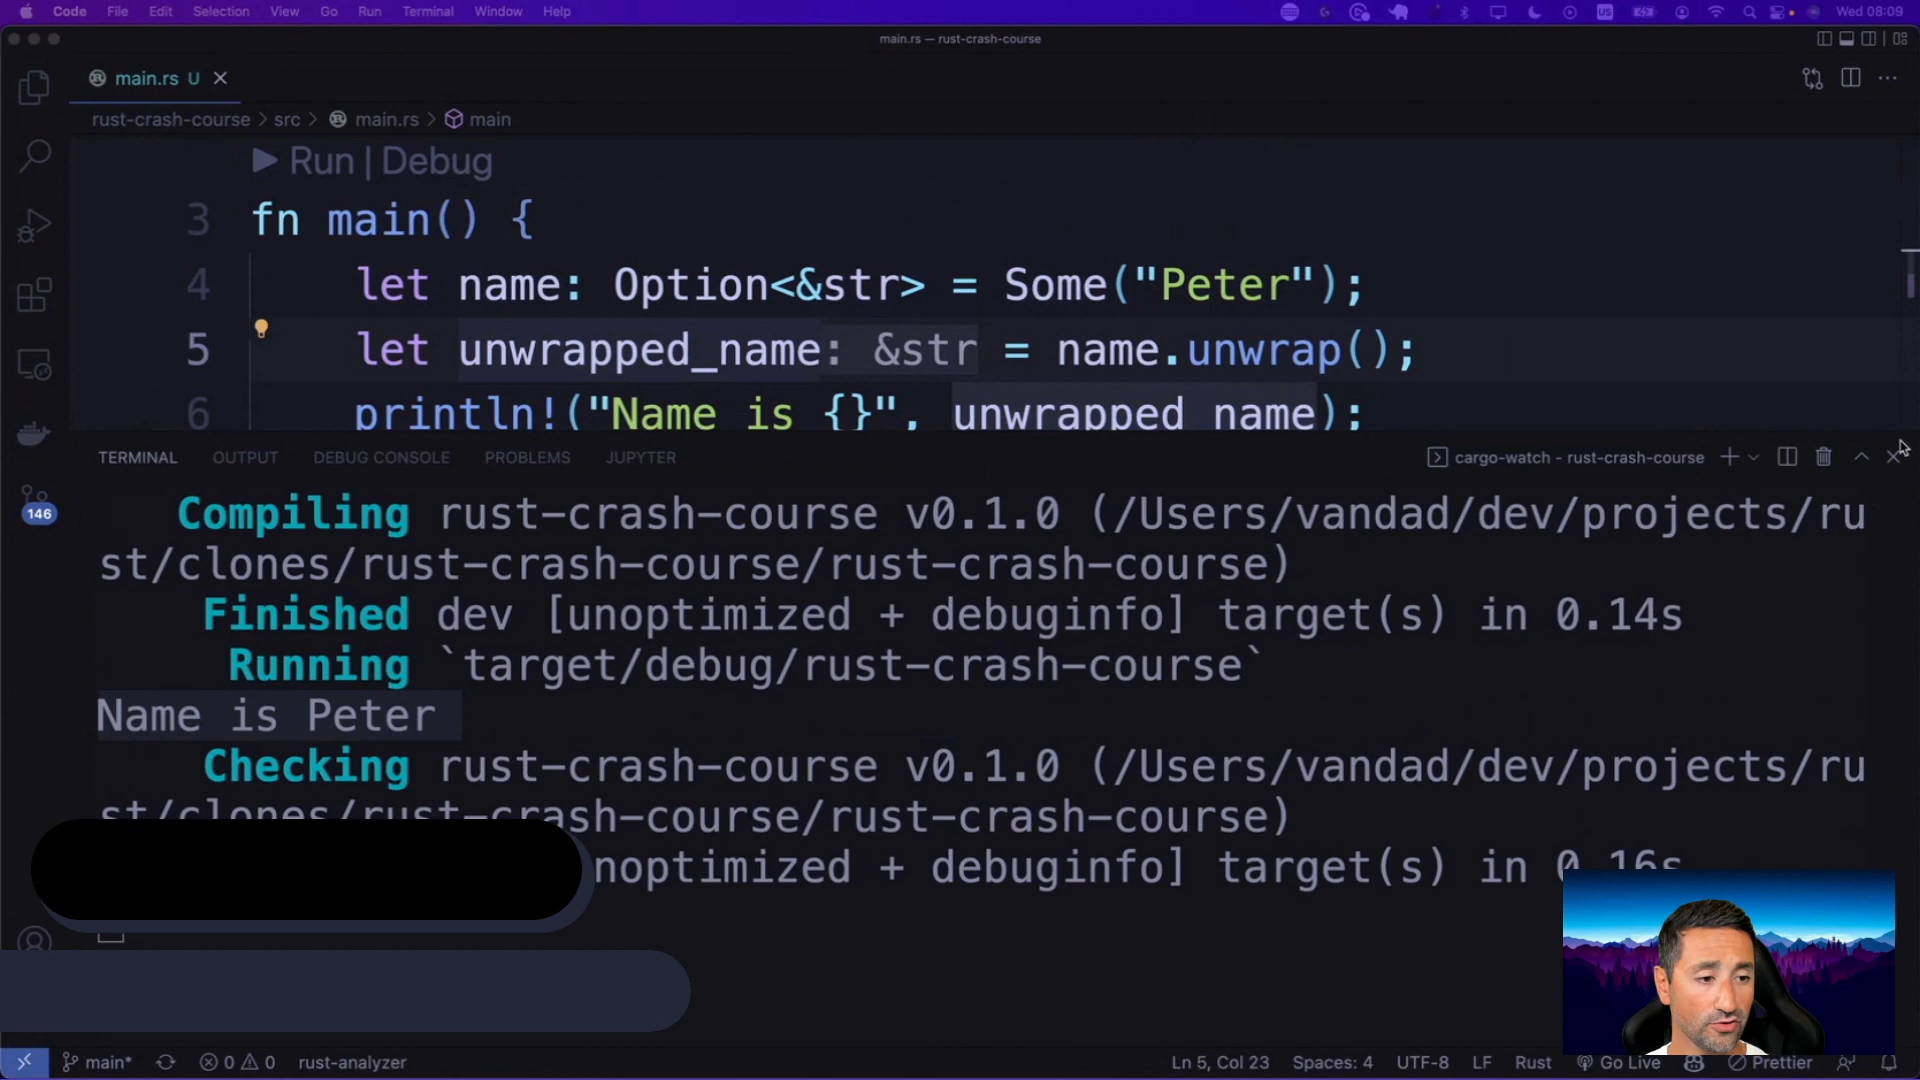 Code File Edit Selection View Go Run Terminal Window Help US Wed 08:09
main.rs — rust-crash-course
main.rs U
rust-crash-course > src > main.rs > main
Run | Debug
3 fn main() {
4 let name: Option<&str> = Some("Peter");
5 let unwrapped_name: &str = name.unwrap();
6 println!("Name is {}", unwrapped_name);
TERMINAL OUTPUT DEBUG CONSOLE PROBLEMS JUPYTER cargo-watch - rust-crash-course
Compiling rust-crash-course v0.1.0 (/Users/vandad/dev/projects/ru
st/clones/rust-crash-course/rust-crash-course)
146
Finished dev [unoptimized + debuginfo] target(s) in 0.14s
Running `target/debug/rust-crash-course`
Name is Peter
Checking rust-crash-course v0.1.0 (/Users/vandad/dev/projects/ru
st/clones/rust-crash-course/rust-crash-course)
noptimized + debuginfo] target(s) in 0.16s
main* 0 0 rust-analyzer Ln 5, Col 23 Spaces: 4 UTF-8 LF Rust Go Live Prettier